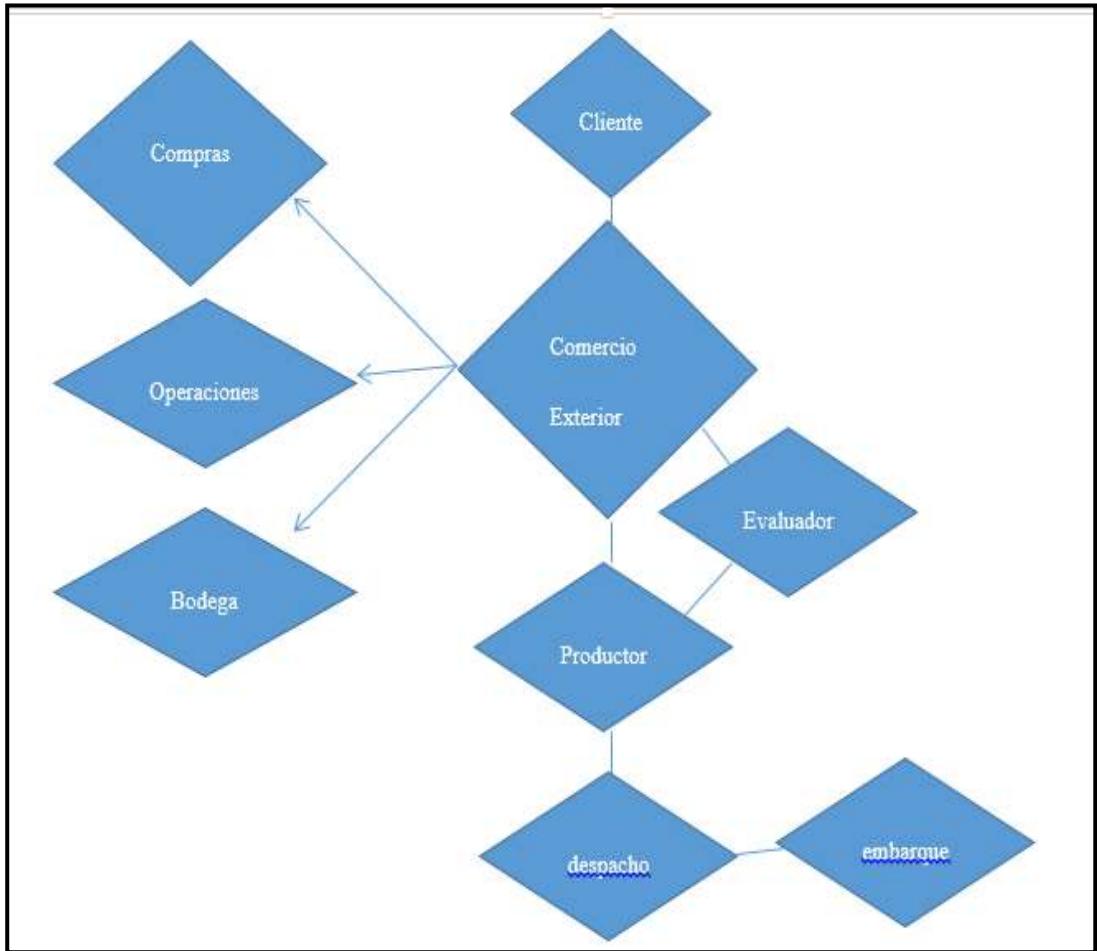 Cliente
Compras
Comercio
Exterior
Operaciones
Evaluador
Bodega
Productor
despacho
embarque